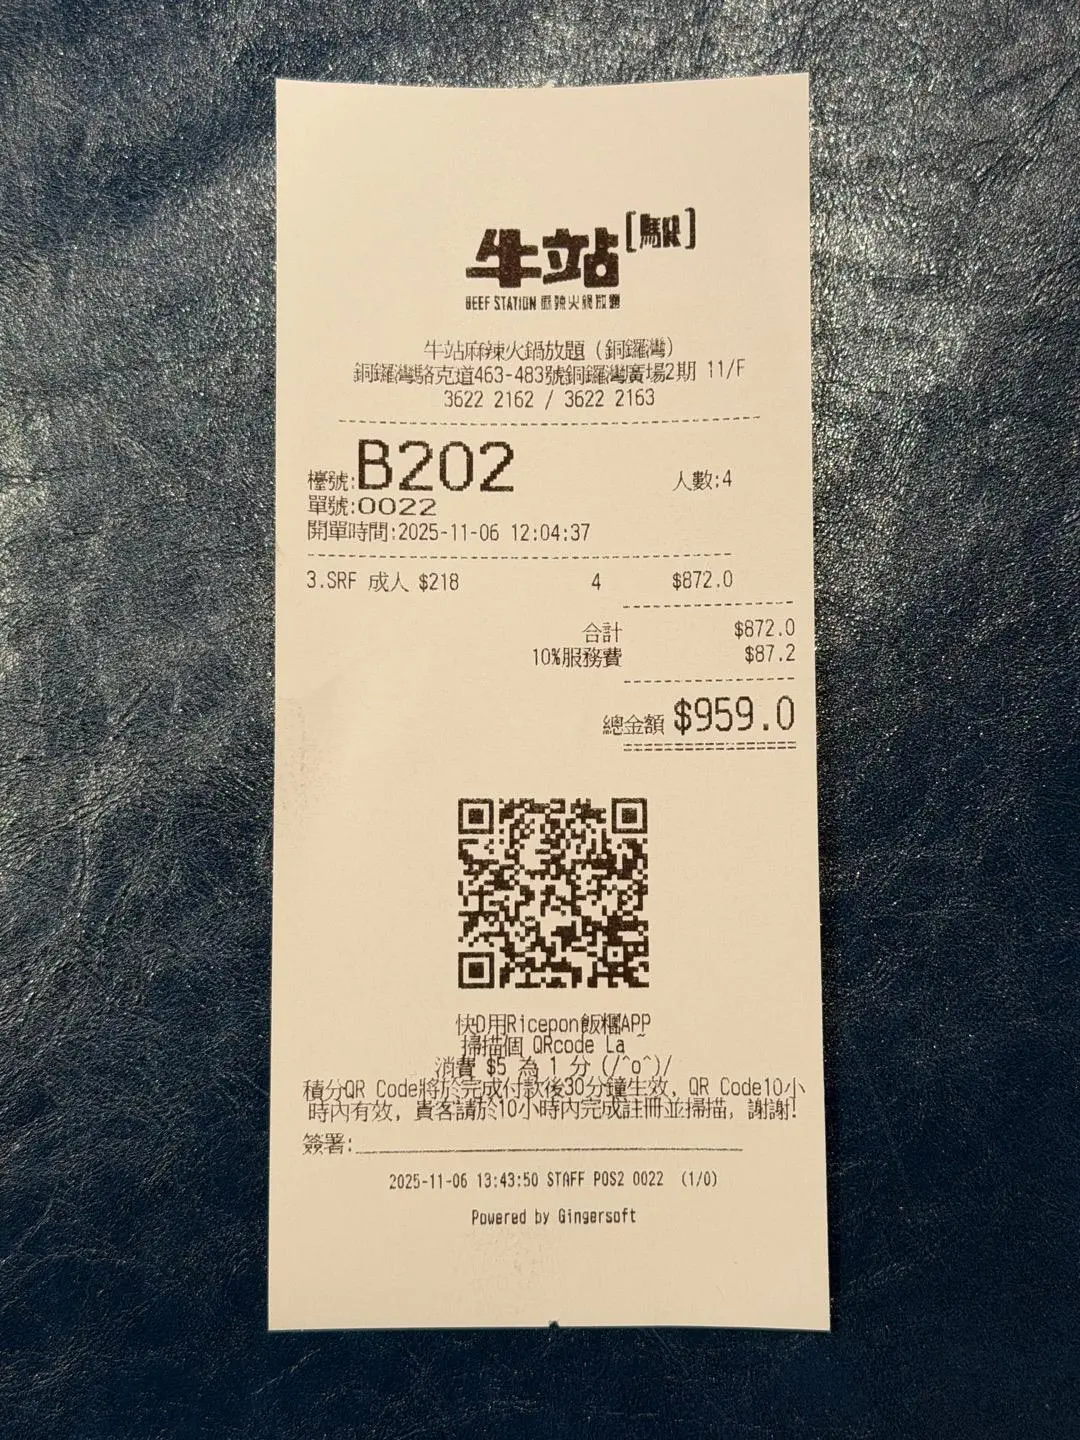 牛站
BEEF STATION 麻辣火鍋放題
牛站麻辣火鍋放題 (銅鑼灣)
銅鑼灣駱克道463-483號銅鑼灣廣場2期 11/F
3622 2162 / 3622 2163
檯號:B202 人數:4
單號:0022
開單時間:2025-11-06 12:04:37
3.SRF 成人 $218 4 $872.0
合計 $872.0
10%服務費 $87.2
總金額 $959.0
快D用Ricepon飯糰APP
掃描個 QRcode La ~
消費 $5 為 1 分 (/^o^)/
積分QR Code將於完成付款後30分鐘生效, QR Code10小
時內有效, 貴客請於10小時內完成註冊並掃描, 謝謝!
簽署:
2025-11-06 13:43:50 STAFF POS2 0022 (1/0)
Powered by Gingersoft